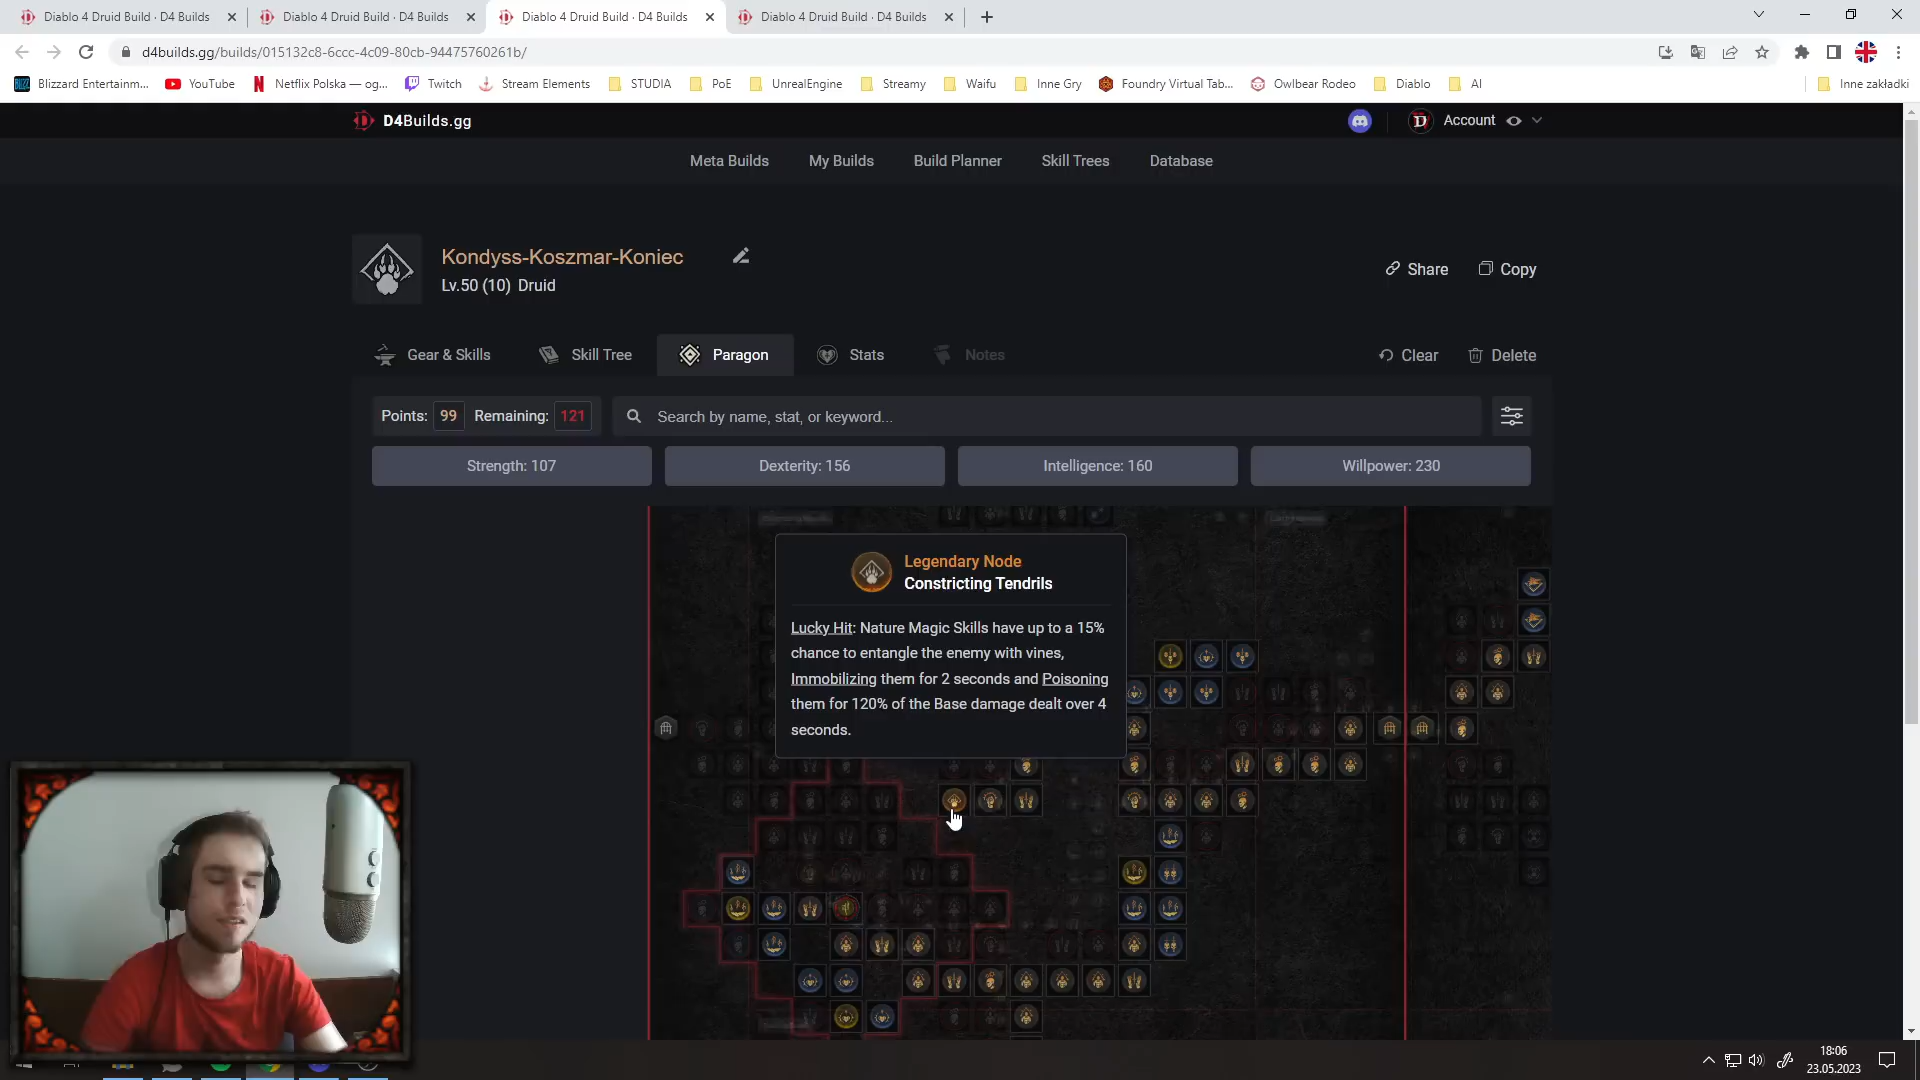 Diablo 4 Druid Build · D4 Builds
Diablo 4 Druid Build · D4 Builds
Diablo 4 Druid Build · D4 Builds
Diablo 4 Druid Build · D4 Builds
d4builds.gg/builds/015132c8-6ccc-4c09-80cb-94475760261b/
Blizzard Entertainm... YouTube Netflix Polska — og... Twitch Stream Elements STUDIA PoE UnrealEngine Streamy Waifu Inne Gry Foundry Virtual Tab... Owlbear Rodeo Diablo AI Inne zakładki
D4Builds.gg Account
Meta Builds My Builds Build Planner Skill Trees Database
Kondyss-Koszmar-Koniec
Lv.50 (10) Druid
Share Copy
Gear & Skills Skill Tree Paragon Stats Notes Clear Delete
Points: 99 Remaining: 121 Search by name, stat, or keyword...
Strength: 107 Dexterity: 156 Intelligence: 160 Willpower: 230
Legendary Node
Constricting Tendrils
Lucky Hit: Nature Magic Skills have up to a 15%
chance to entangle the enemy with vines,
Immobilizing them for 2 seconds and Poisoning
them for 120% of the Base damage dealt over 4
seconds.
18:06
23.05.2023